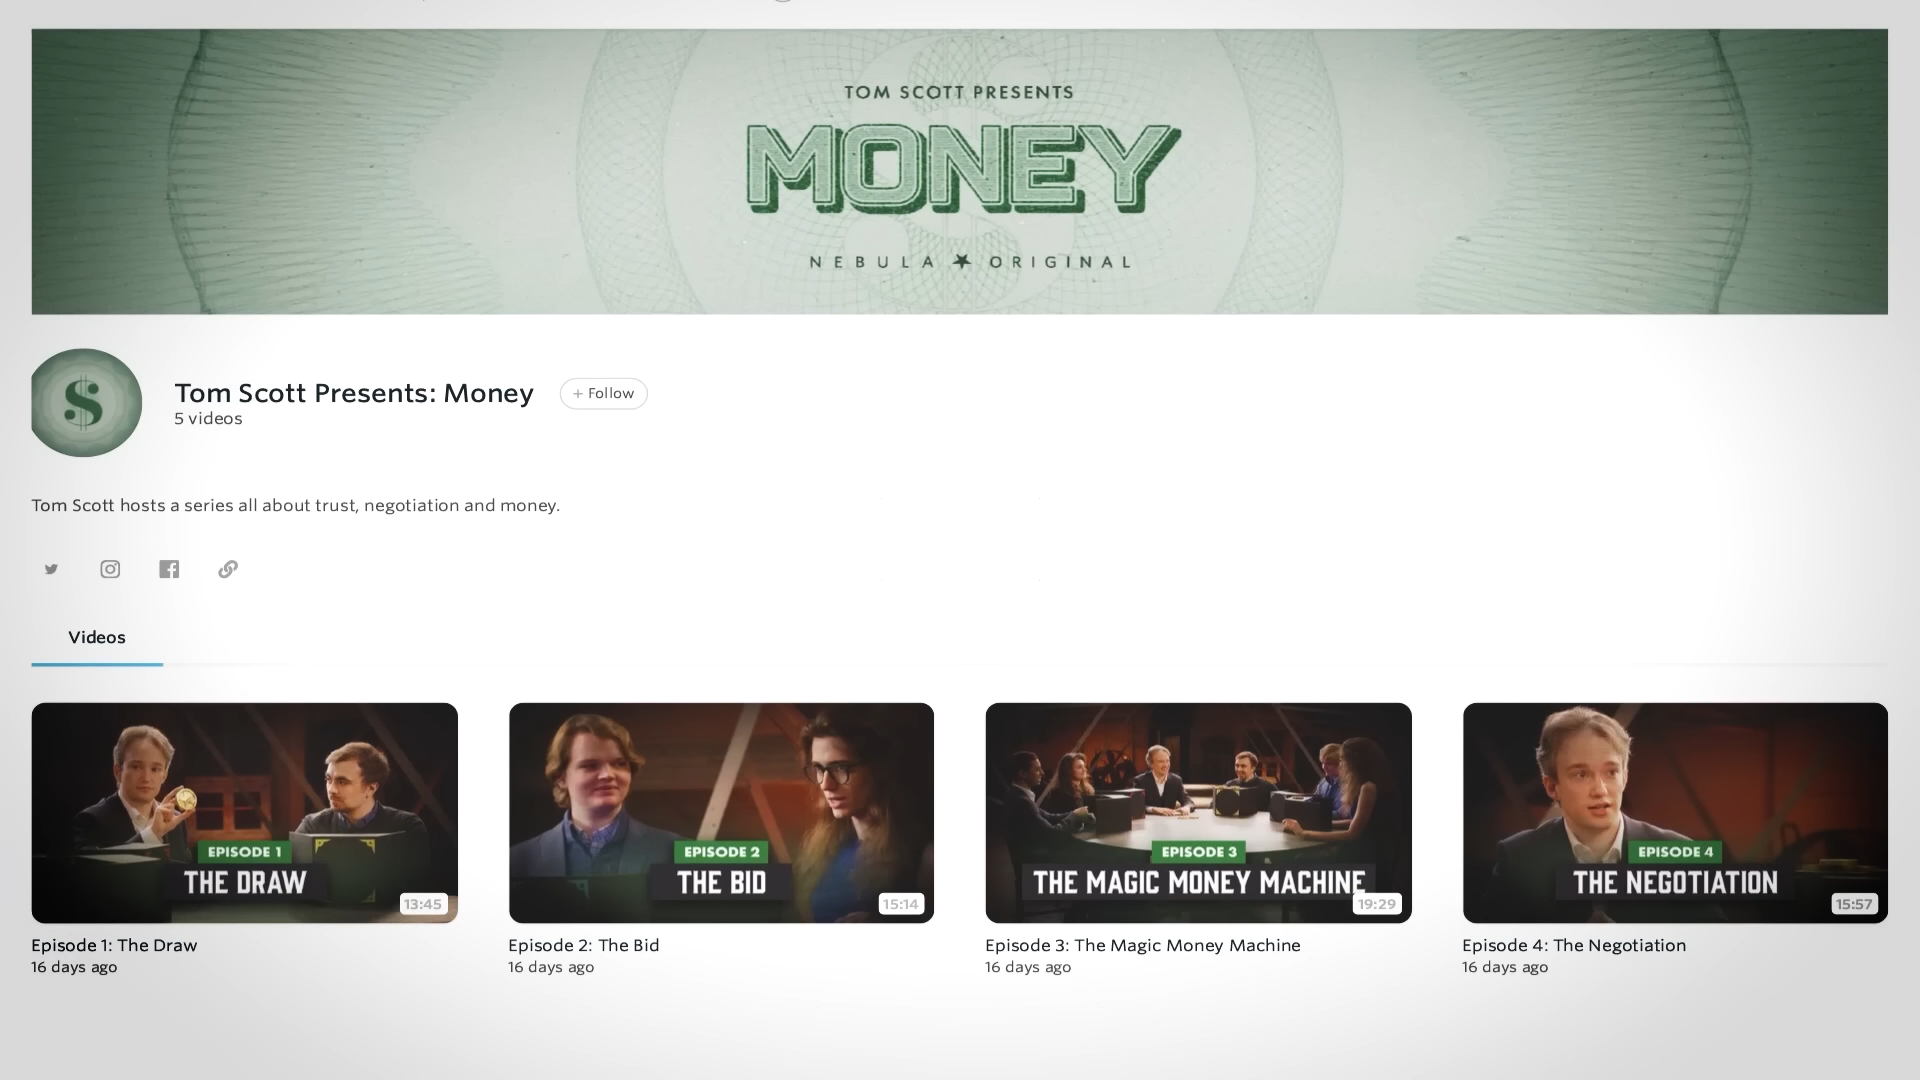 TOM SCOTT PRESENTS
MONEY
NEBULA ★ ORIGINAL
$
Tom Scott Presents: Money
+ Follow
5 videos
Tom Scott hosts a series all about trust, negotiation and money.
Videos
EPISODE 1
THE DRAW
13:45
EPISODE 2
THE BID
15:14
EPISODE 3
THE MAGIC MONEY MACHINE
19:29
EPISODE 4
THE NEGOTIATION
15:57
Episode 1: The Draw
16 days ago
Episode 2: The Bid
16 days ago
Episode 3: The Magic Money Machine
16 days ago
Episode 4: The Negotiation
16 days ago